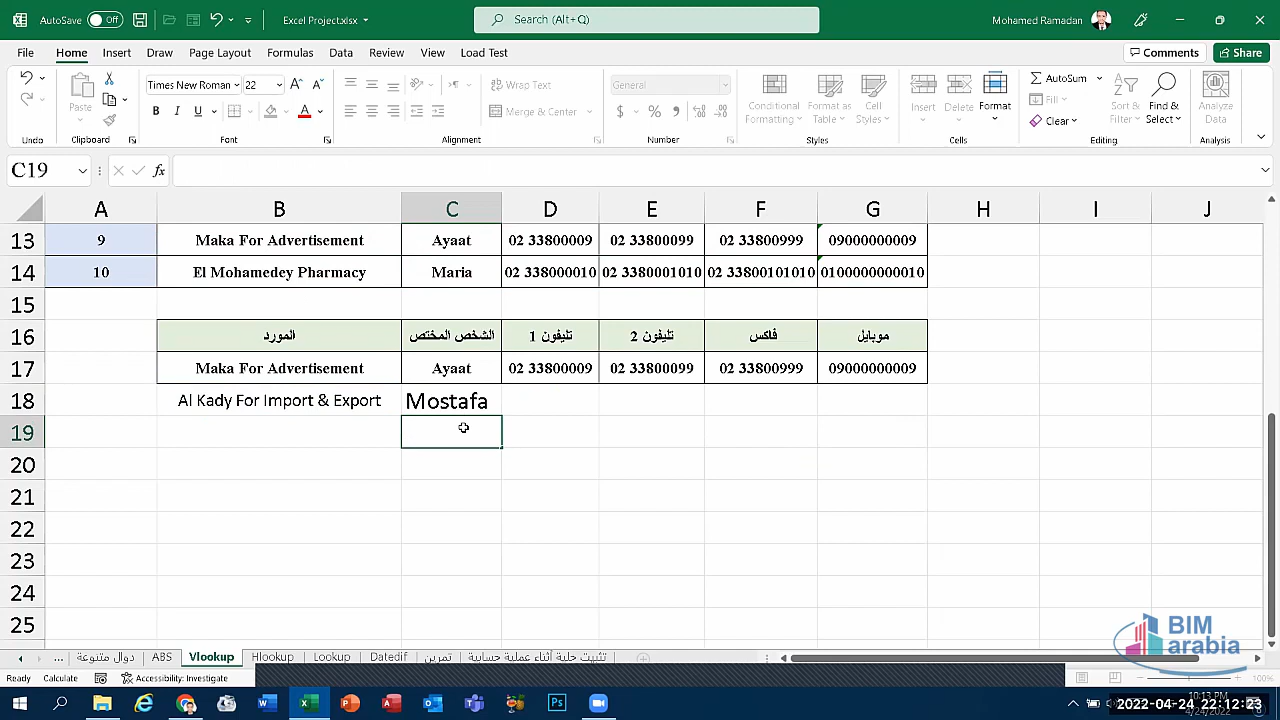 AutoSave Off Excel Project.xlsx Search (Alt+Q) Mohamed Ramadan
File Home Insert Draw Page Layout Formulas Data Review View Load Test Comments Share
Times New Roman 22 Wrap Text General AutoSum
Paste Merge & Center Conditional Formatting Format Table Cell Styles Insert Delete Format Fill Clear Filter Find & Select Analyze Data
Undo Clipboard Font Alignment Number Styles Cells Editing Analysis
C19 fx
A B C D E F G H I J
13 9 Maka For Advertisement Ayaat 02 33800009 02 33800099 02 33800999 09000000009
14 10 El Mohamedey Pharmacy Maria 02 338000010 02 3380001010 02 33800101010 0100000000010
15
16 المورد الشخص المختص تليفون 1 تليفون 2 فاكس موبايل
17 Maka For Advertisement Ayaat 02 33800009 02 33800099 02 33800999 09000000009
18 Al Kady For Import & Export Mostafa
19
20
21
22
23
24
25
BIM
arabia
... دوال متنوعة ABS Vlookup Hlookup Lookup Datedif تمرين تثبيت خلية أثناء عملية حسابية
Ready Calculate Accessibility: Investigate 100%
2022-04-24 22:12:23